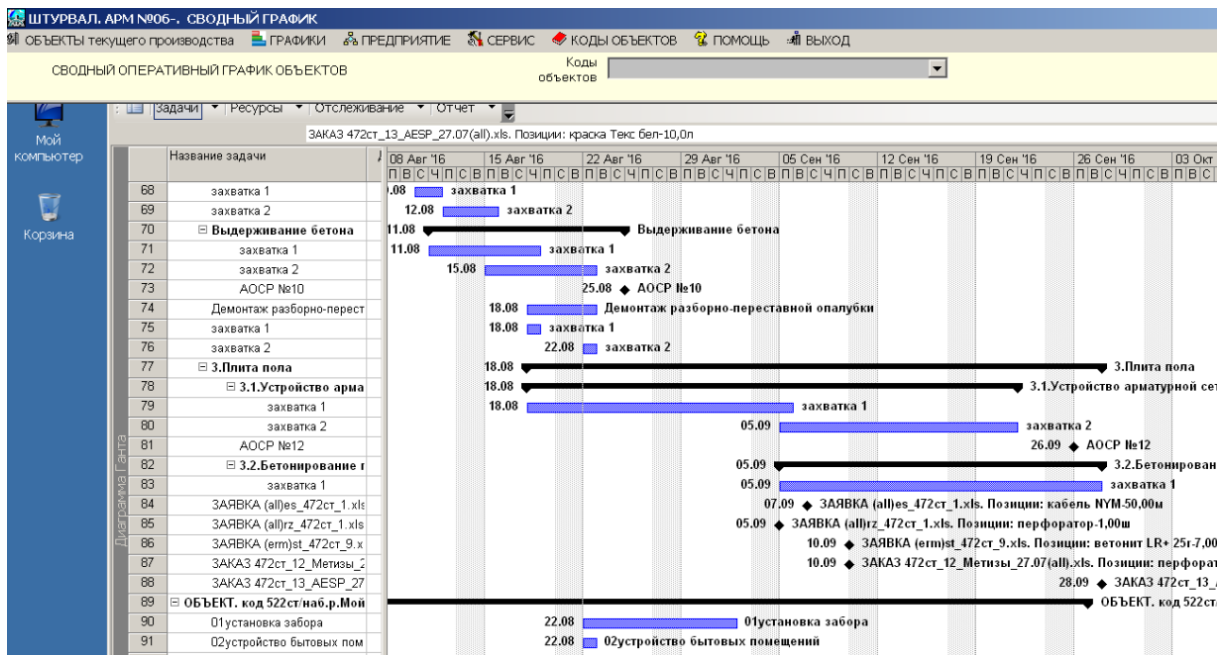 ШТУРВАЛ. АРМ №06-. СВОДНЫЙ ГРАФИК
ОБЪЕКТЫ текущего производства ГРАФИКИ ПРЕДПРИЯТИЕ СЕРВИС КОДЫ ОБЪЕКТОВ ПОМОЩЬ ВЫХОД
СВОДНЫЙ ОПЕРАТИВНЫЙ ГРАФИК ОБЪЕКТОВ
Коды
объектов
Задачи Ресурсы Отслеживание Отчет
Мой
компьютер
Корзина
ЗАКАЗ 472ст_13_AESP_27.07(all).xls. Позиции: краска Текс бел-10,0л
Диаграмма Ганта
Название задачи 08 Авг '16 15 Авг '16 22 Авг '16 29 Авг '16 05 Сен '16 12 Сен '16 19 Сен '16 26 Сен '16 03 Окт
П В С Ч П С В П В С Ч П С В П В С Ч П С В П В С Ч П С В П В С Ч П С В П В С Ч П С В П В С Ч П С В П В С Ч П С В П В С
68 захватка 1 .08 захватка 1
69 захватка 2 12.08 захватка 2
70 Выдерживание бетона 11.08 Выдерживание бетона
71 захватка 1 11.08 захватка 1
72 захватка 2 15.08 захватка 2
73 АОСР №10 25.08 АОСР №10
74 Демонтаж разборно-перест 18.08 Демонтаж разборно-переставной опалубки
75 захватка 1 18.08 захватка 1
76 захватка 2 22.08 захватка 2
77 3.Плита пола 18.08 3.Плита пола
78 3.1.Устройство арма 18.08 3.1.Устройство арматурной сет
79 захватка 1 18.08 захватка 1
80 захватка 2 05.09 захватка 2
81 АОСР №12 26.09 АОСР №12
82 3.2.Бетонирование г 05.09 3.2.Бетонирован
83 захватка 1 05.09 захватка 1
84 ЗАЯВКА (all)es_472ст_1.xls 07.09 ЗАЯВКА (all)es_472ст_1.xls. Позиции: кабель NYM-50,00м
85 ЗАЯВКА (all)rz_472ст_1.xls 05.09 ЗАЯВКА (all)rz_472ст_1.xls. Позиции: перфоратор-1,00ш
86 ЗАЯВКА (erm)st_472ст_9.x 10.09 ЗАЯВКА (erm)st_472ст_9.xls. Позиции: ветонит LR+ 25г-7,00
87 ЗАКАЗ 472ст_12_Метизы_2 10.09 ЗАКАЗ 472ст_12_Метизы_27.07(all).xls. Позиции: перфорат
88 ЗАКАЗ 472ст_13_AESP_27 28.09 ЗАКАЗ 472ст_13_
89 ОБЪЕКТ. код 522ст/наб.р.Мой ОБЪЕКТ. код 522ст
90 01установка забора 22.08 01установка забора
91 02устройство бытовых пом 22.08 02устройство бытовых помещений